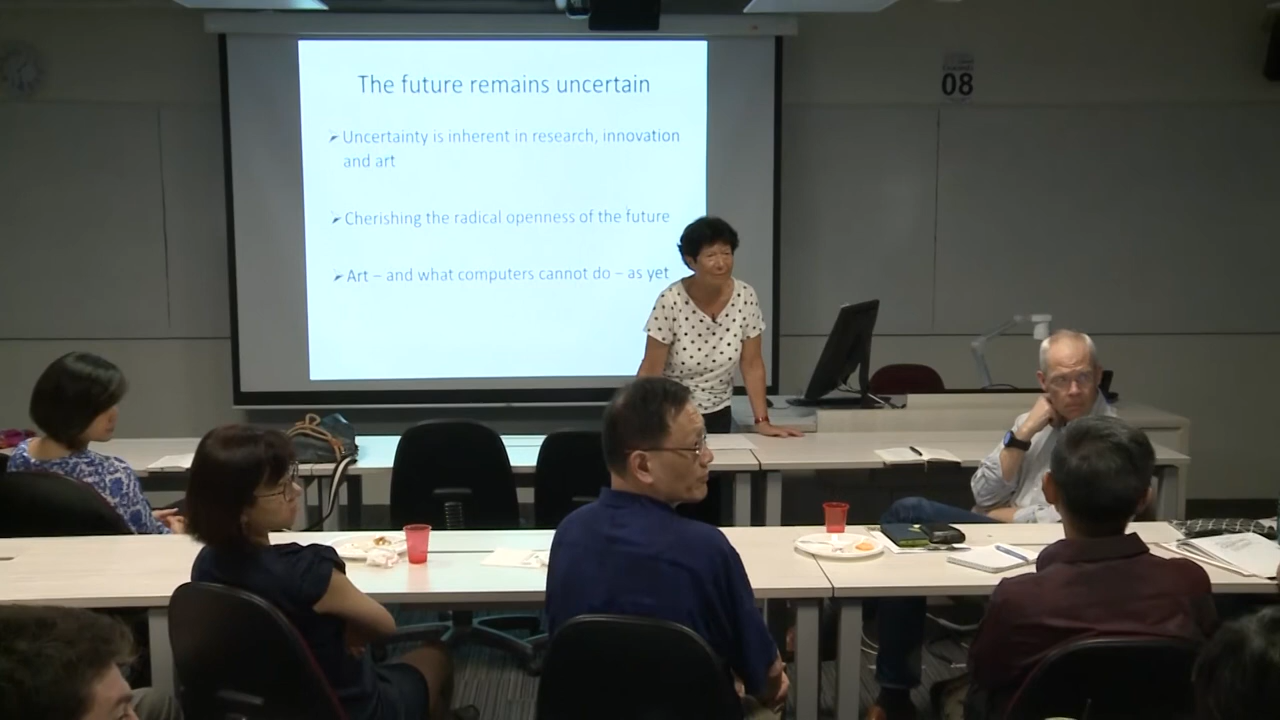 The future remains uncertain
Uncertainty is inherent in research, innovation
and art
Cherishing the radical openness of the future
Art – and what computers cannot do – as yet
08